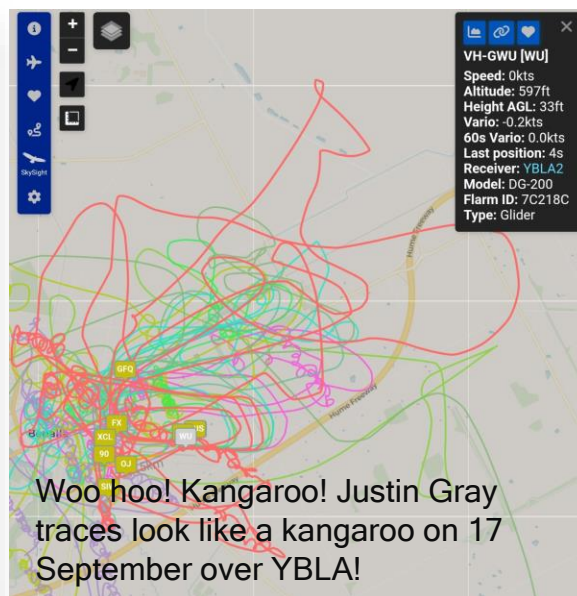 +
−
SkySight
×
VH-GWU [WU]
Speed: 0kts
Altitude: 597ft
Height AGL: 33ft
Vario: -0.2kts
60s Vario: 0.0kts
Last position: 4s
Receiver: YBLA2
Model: DG-200
Flarm ID: 7C218C
Type: Glider
Hume Freeway
Hume Freeway
GFQ
FX
XCL
WU
90
OJ
Woo hoo! Kangaroo! Justin Gray
traces look like a kangaroo on 17
September over YBLA!